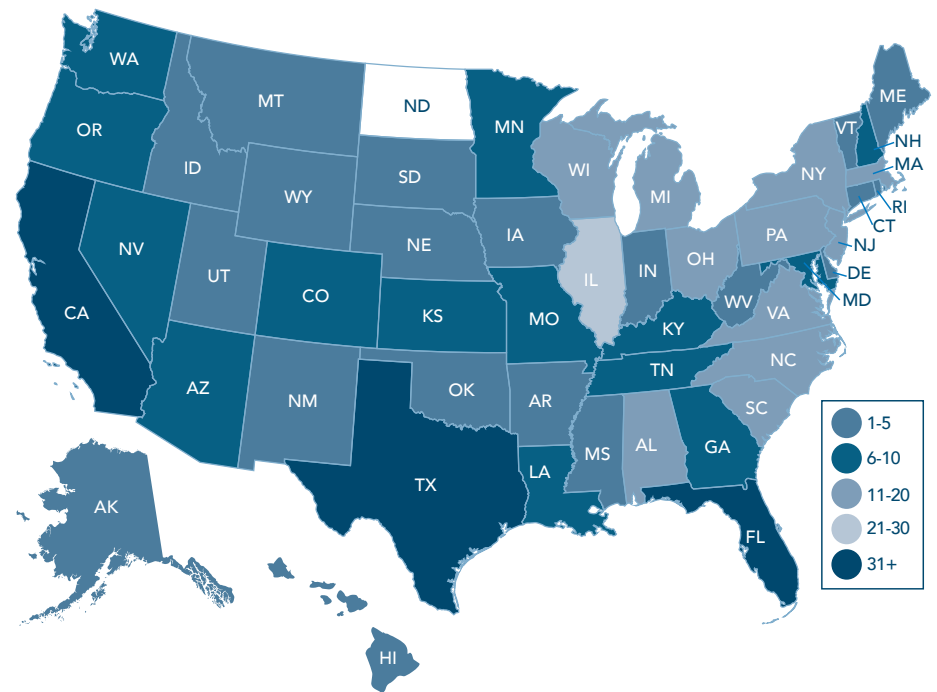 WA
MT
ND
MN
ME
VT
OR
NH
MA
ID
SD
WI
NY
WY
MI
RI
CT
IA
PA
NJ
NE
NV
OH
UT
IL
IN
DE
CO
WV
MD
CA
KS
MO
KY
VA
NC
TN
AZ
OK
NM
AR
SC
1-5
AL
GA
MS
6-10
LA
TX
11-20
AK
21-30
FL
31+
HI